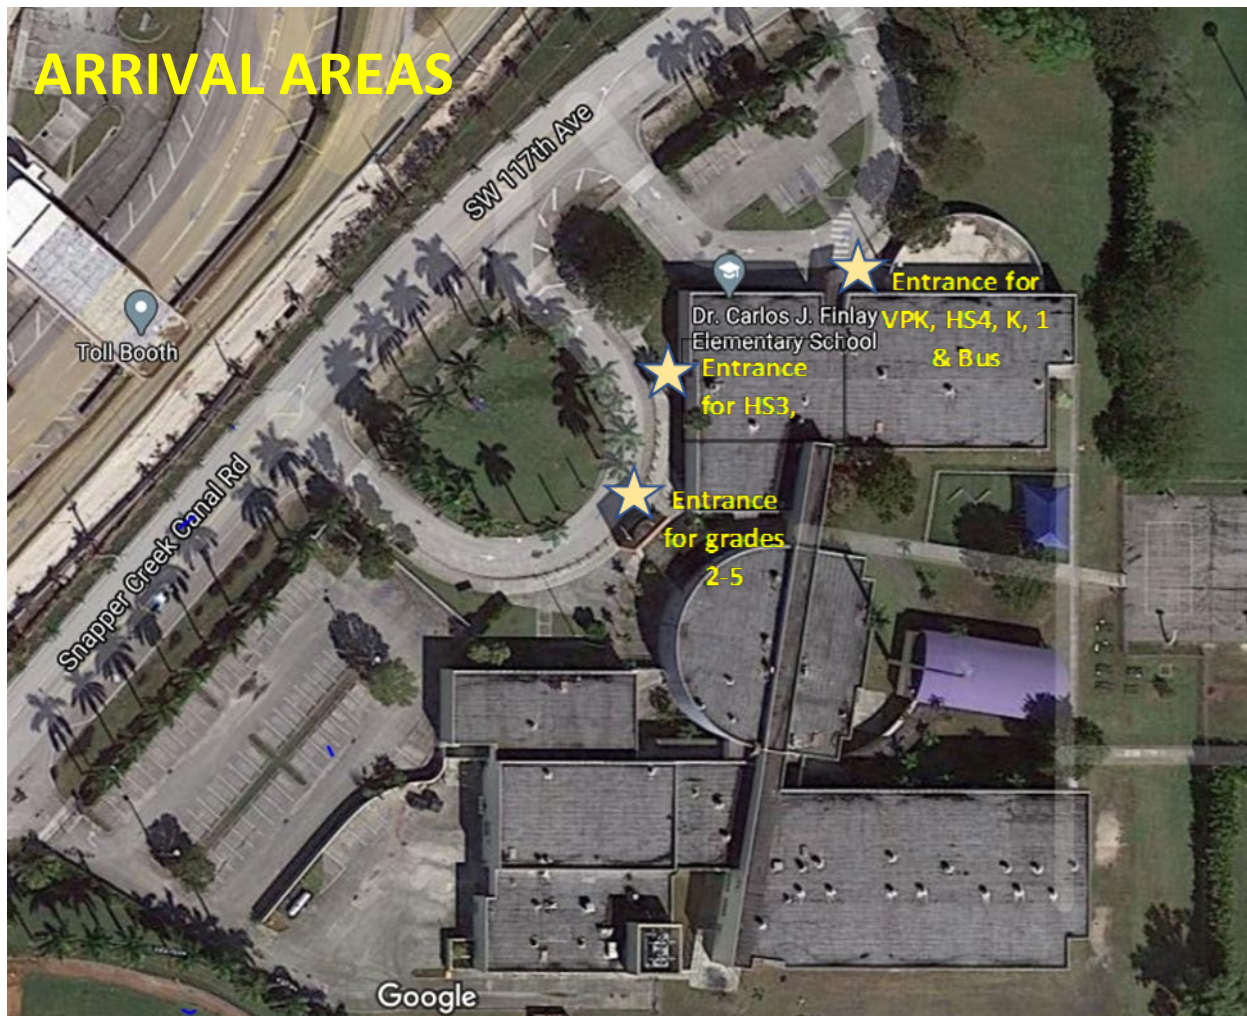 ARRIVAL AREAS
SW 117th Ave
Entrance for
VPK, HS4, K, 1
& Bus
Dr. Carlos J. Finlay
Elementary School
Toll Booth
Entrance
for HS3,
Entrance
for grades
2-5
Snapper Creek Canal Rd
Google